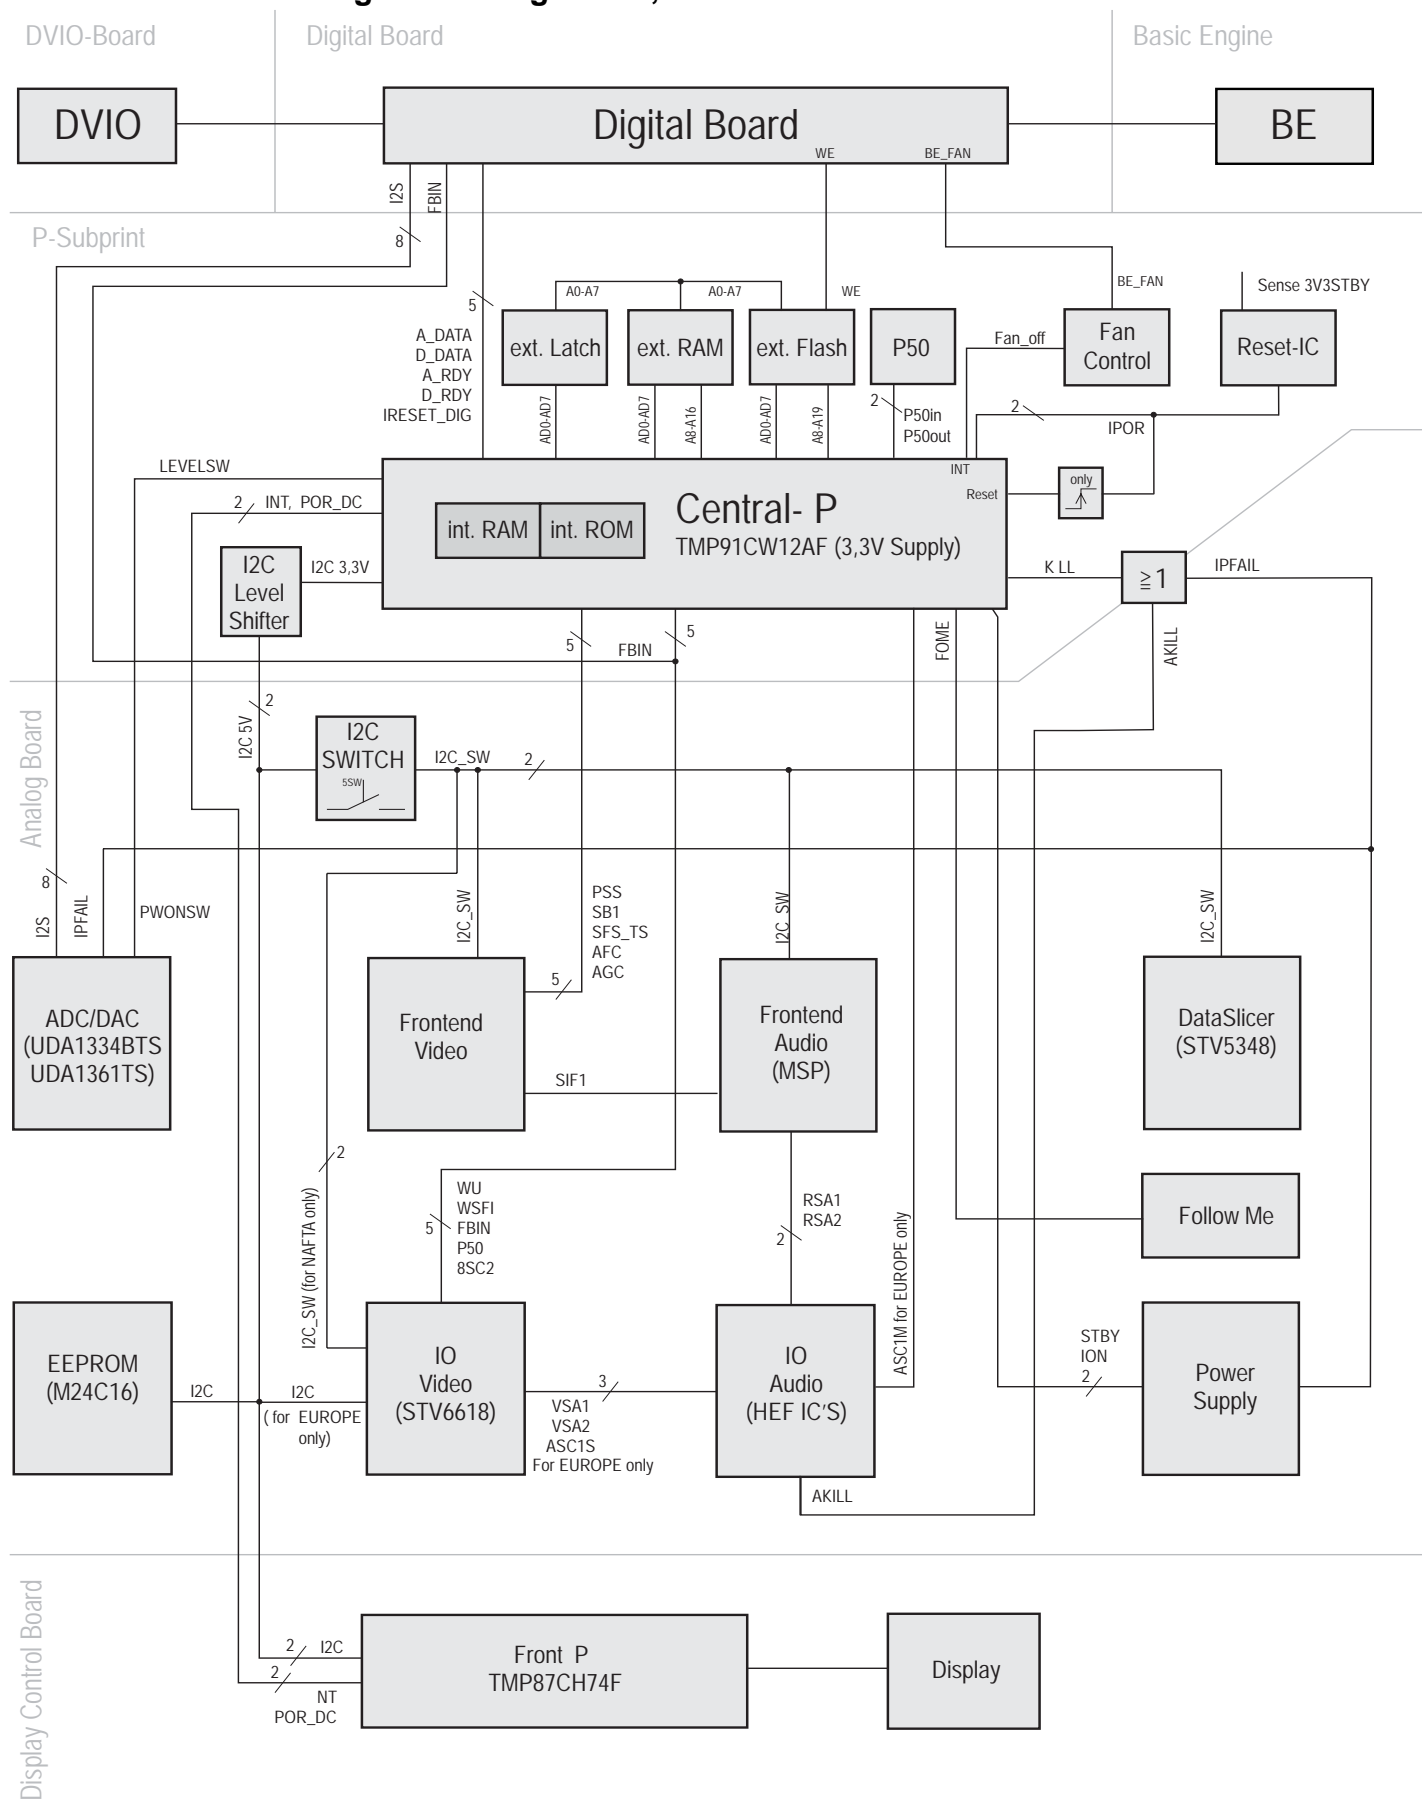 DVIO-Board
Digital Board
Basic Engine
DVIO
Digital Board
BE
WE
BE_FAN
I2S
FBIN
8
P-Subprint
5
A_DATA
D_DATA
A_RDY
D_RDY
IRESET_DIG
A0-A7
A0-A7
WE
BE_FAN
Sense 3V3STBY
ext. Latch
ext. RAM
ext. Flash
P50
Fan_off
Fan
Control
Reset-IC
AD0-AD7
AD0-AD7
A8-A16
AD0-AD7
A8-A19
2
P50in
P50out
2
IPOR
LEVELSW
2
INT, POR_DC
INT
Reset
only
Central- P
TMP91CW12AF (3,3V Supply)
int. RAM
int. ROM
I2C
Level
Shifter
I2C 3,3V
K LL
≧1
IPFAIL
5
FBIN
5
FOME
AKILL
Analog Board
I2C 5V
2
I2C
SWITCH
5SW
I2C_SW
2
8
I2S
IPFAIL
PWONSW
I2C_SW
PSS
SB1
SFS_TS
AFC
AGC
5
I2C_SW
I2C_SW
ADC/DAC
(UDA1334BTS
UDA1361TS)
Frontend
Video
SIF1
Frontend
Audio
(MSP)
DataSlicer
(STV5348)
2
I2C_SW (for NAFTA only)
5
WU
WSFI
FBIN
P50
8SC2
RSA1
RSA2
2
ASC1M for EUROPE only
Follow Me
EEPROM
(M24C16)
I2C
I2C
( for EUROPE
only)
IO
Video
(STV6618)
3
VSA1
VSA2
ASC1S
For EUROPE only
IO
Audio
(HEF IC'S)
STBY
ION
2
Power
Supply
AKILL
Display Control Board
2
I2C
2
NT
POR_DC
Front P
TMP87CH74F
Display